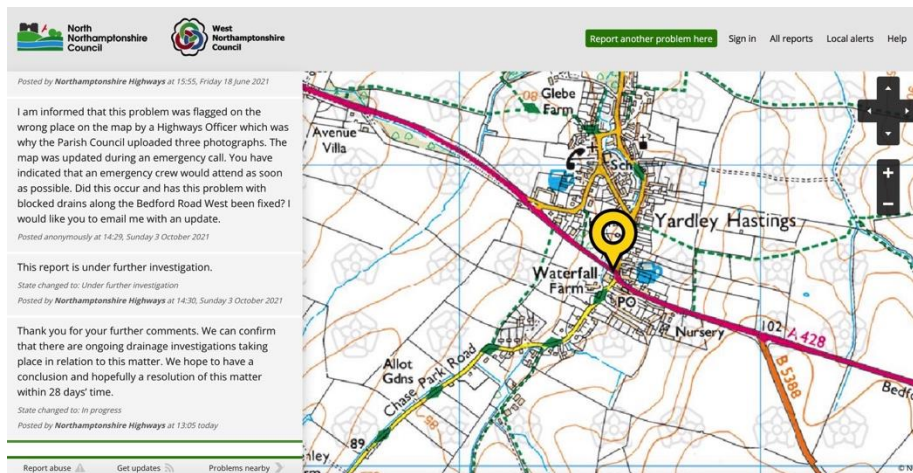 North
Northamptonshire
Council
West
Northamptonshire
Council
Report another problem here
Sign in
All reports
Local alerts
Help
Posted by Northamptonshire Highways at 15:55, Friday 18 June 2021
I am informed that this problem was flagged on the
wrong place on the map by a Highways Officer which was
why the Parish Council uploaded three photographs. The
map was updated during an emergency call. You have
indicated that an emergency crew would attend as soon
as possible. Did this occur and has this problem with
blocked drains along the Bedford Road West been fixed? I
would like you to email me with an update.
Posted anonymously at 14:29, Sunday 3 October 2021
This report is under further investigation.
State changed to: Under further investigation
Posted by Northamptonshire Highways at 14:30, Sunday 3 October 2021
Thank you for your further comments. We can confirm
that there are ongoing drainage investigations taking
place in relation to this matter. We hope to have a
conclusion and hopefully a resolution of this matter
within 28 days' time.
State changed to: In progress
Posted by Northamptonshire Highways at 13:05 today
Report abuse
Get updates
Problems nearby
Glebe
Farm
80
Avenue
Villa
Sch
Yardley Hastings
Waterfall
Farm
PO
Nursery
102
A 428
B 5388
Bedfo
Allot
Gdns
Chase Park Road
89
nley
rm
98
© N
+
−